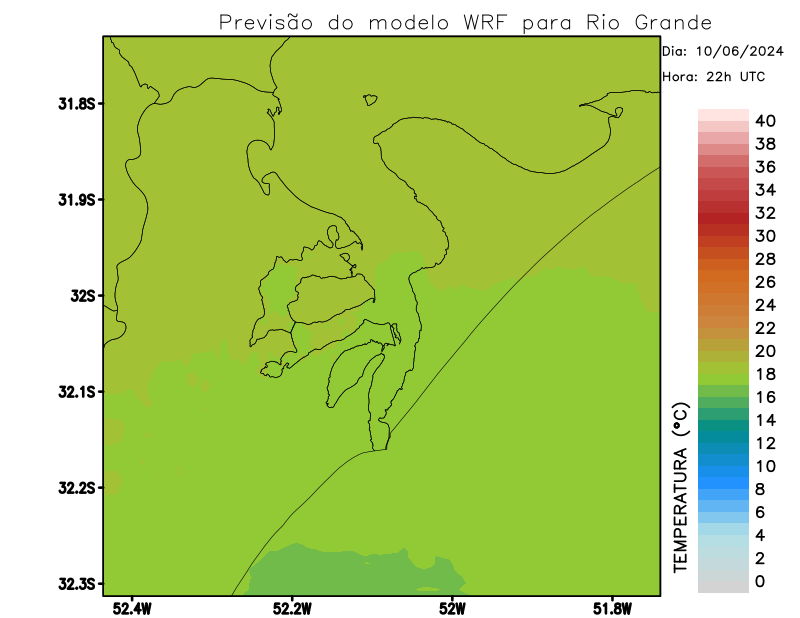 Previsão do modelo WRF para Rio Grande
Dia: 10/06/2024
Hora: 22h UTC
31.8S
31.9S
32S
32.1S
32.2S
32.3S
52.4W
52.2W
52W
51.8W
TEMPERATURA (°C)
40
38
36
34
32
30
28
26
24
22
20
18
16
14
12
10
8
6
4
2
0